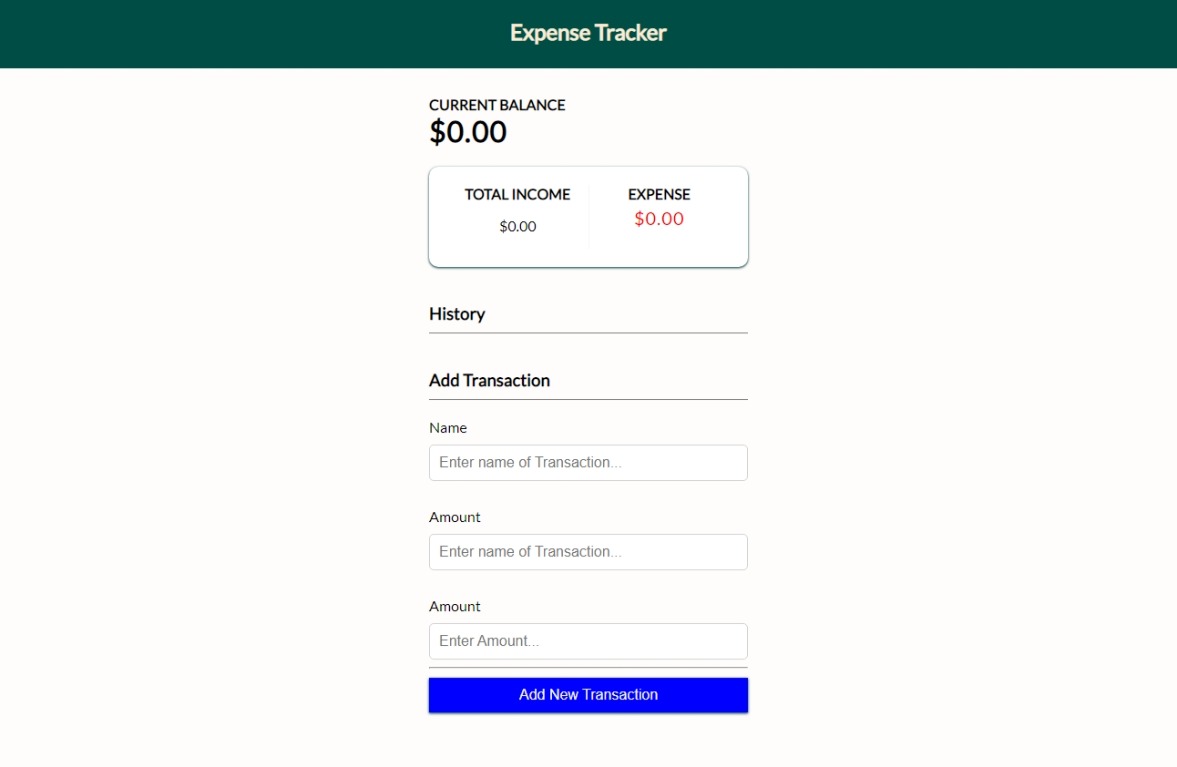 Expense Tracker
CURRENT BALANCE
$0.00
TOTAL INCOME
$0.00
EXPENSE
$0.00
History
Add Transaction
Name
Enter name of Transaction...
Amount
Enter name of Transaction...
Amount
Enter Amount...
Add New Transaction